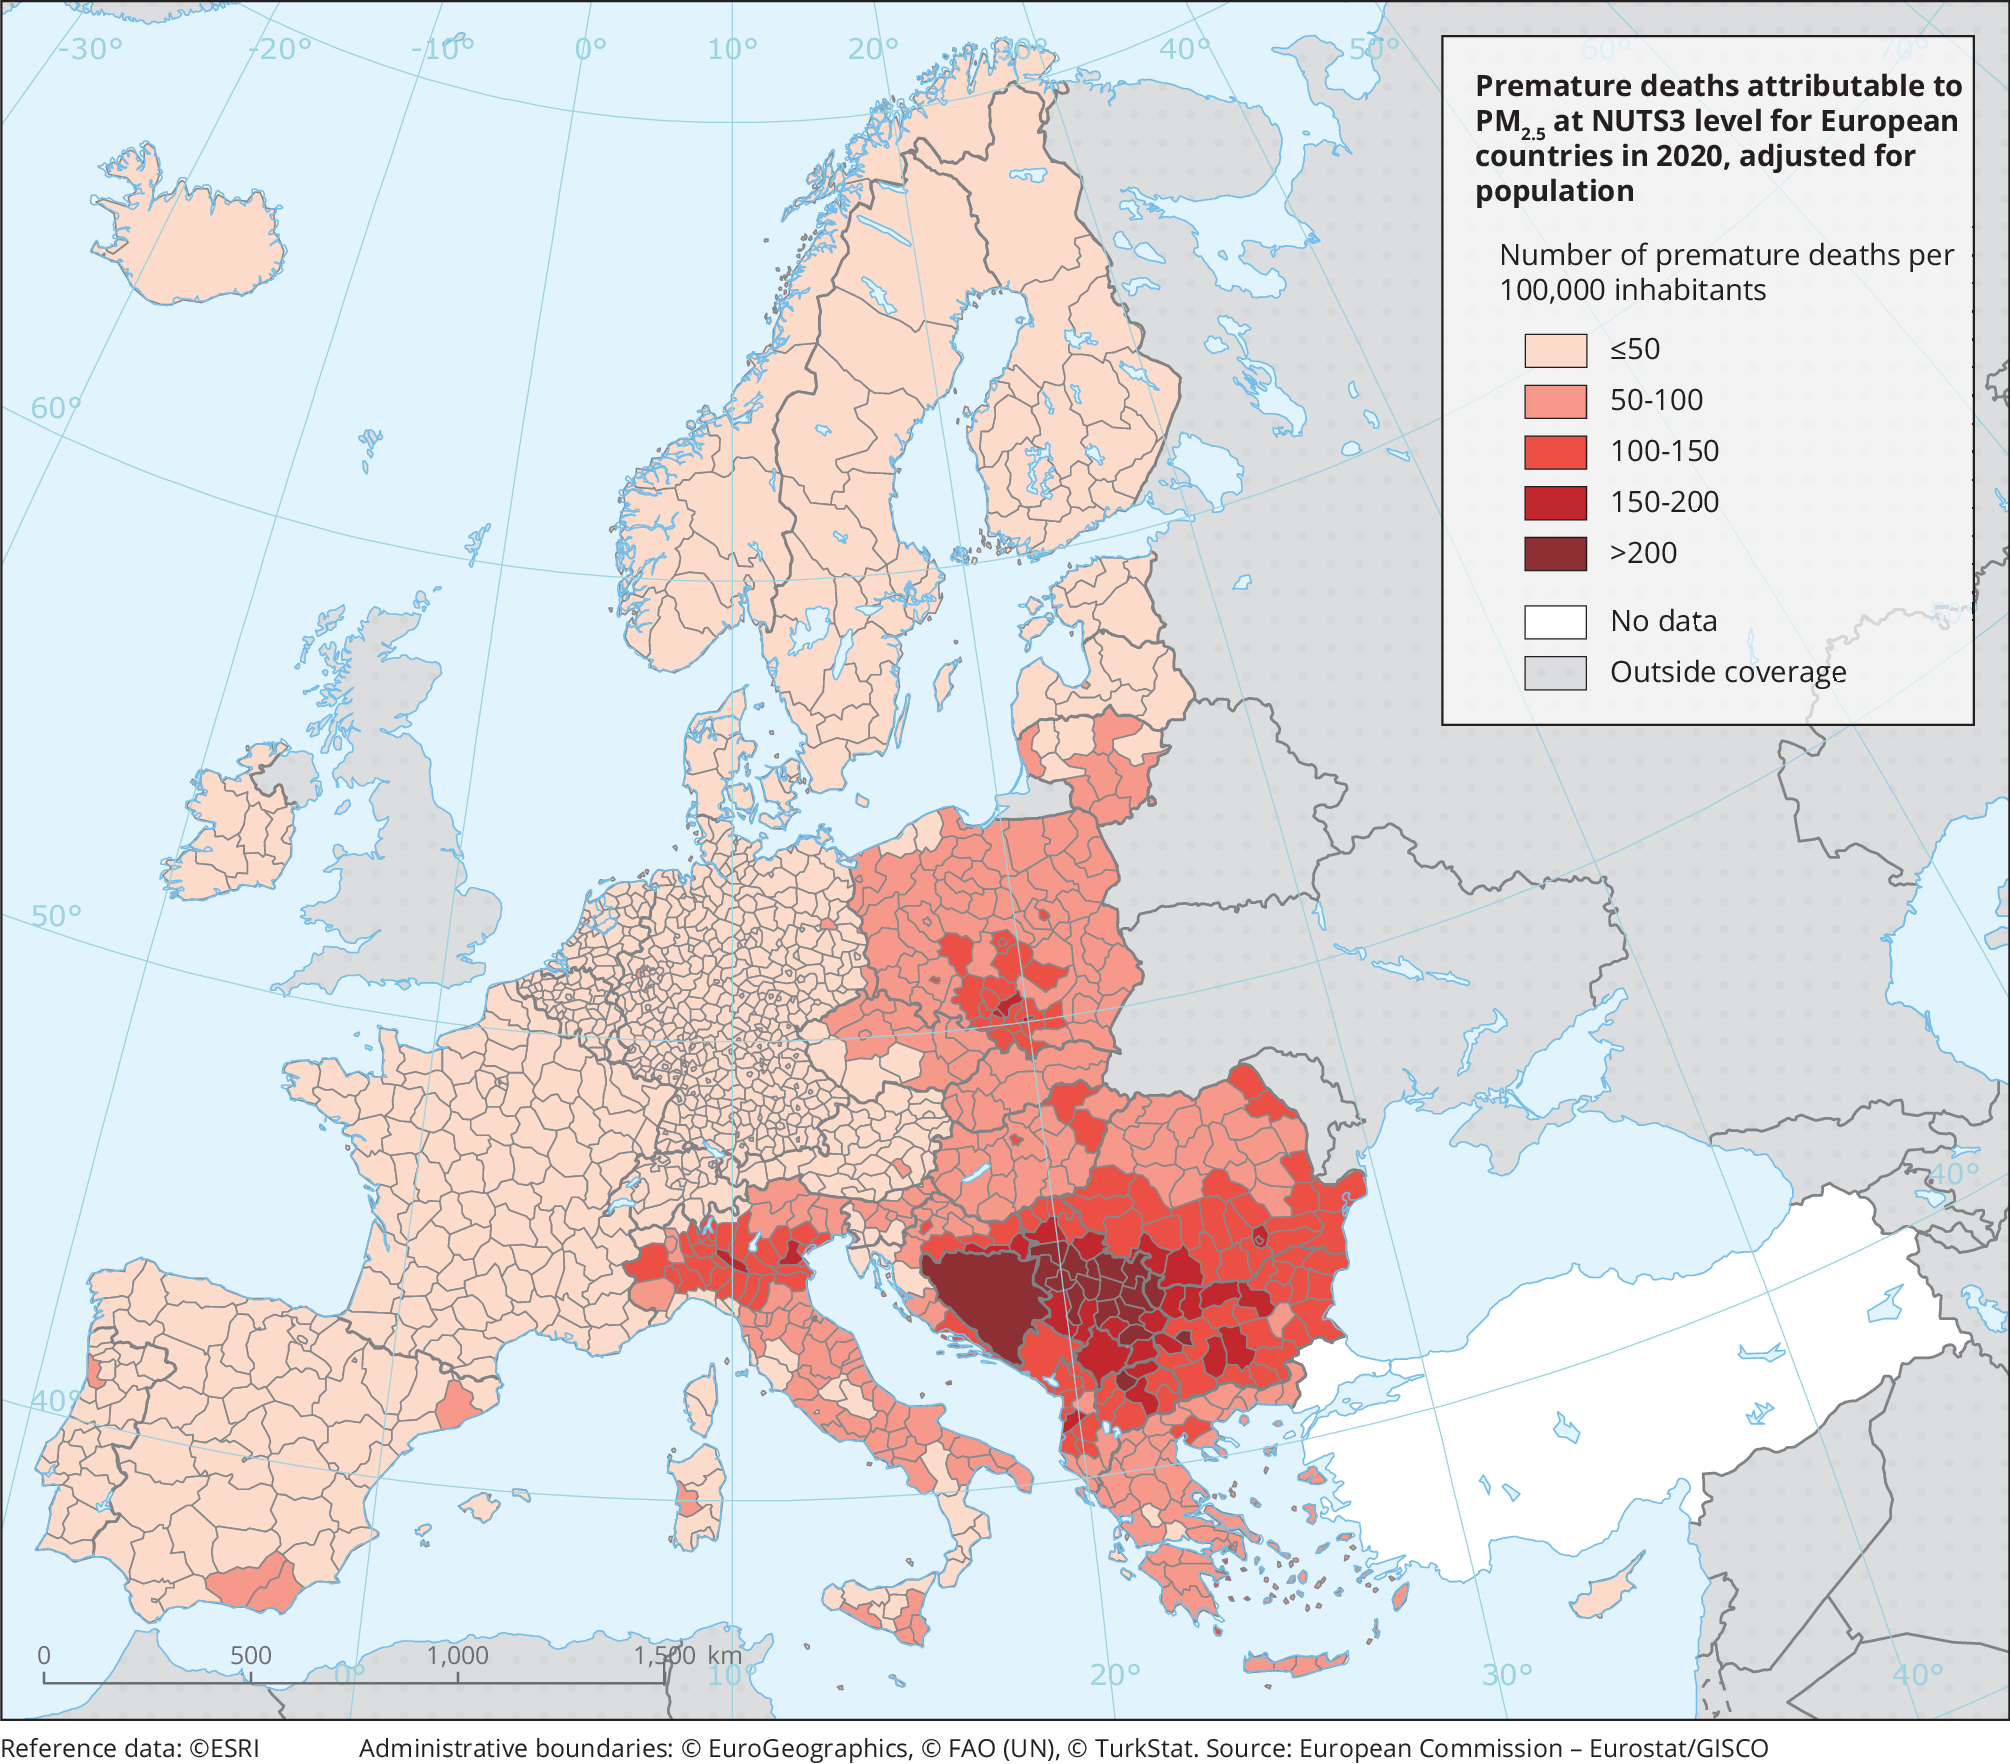 -30°
-20°
-10°
0°
10°
20°
30°
40°
50°
60°
70°
Premature deaths attributable to
PM2.5 at NUTS3 level for European
countries in 2020, adjusted for
population
Number of premature deaths per
100,000 inhabitants
≤50
50-100
100-150
150-200
>200
No data
Outside coverage
60°
50°
50°
40°
40°
0 500 1,000 1,500 km
0°
10°
20°
30°
40°
Reference data: ©ESRI
Administrative boundaries: © EuroGeographics, © FAO (UN), © TurkStat. Source: European Commission – Eurostat/GISCO